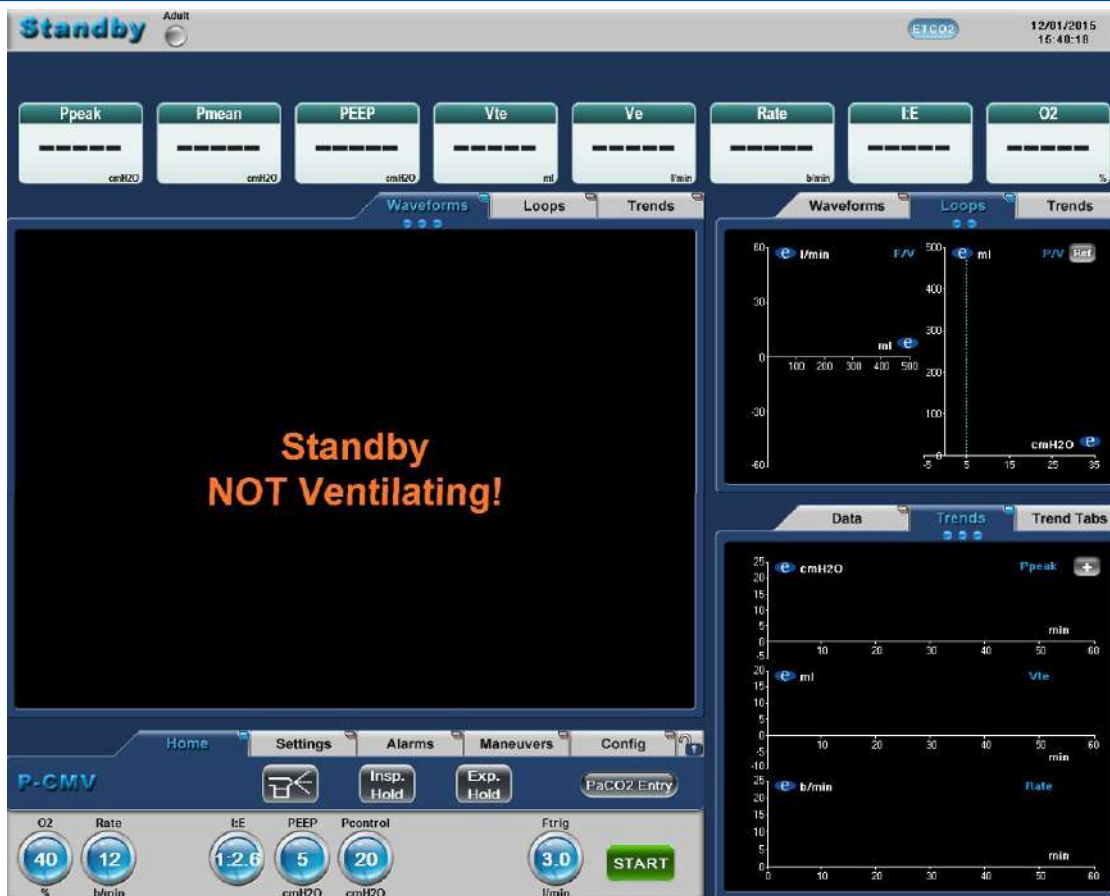 Standby
Adult
ETCO2
12/01/2015
15:40:18
Ppeak Pmean PEEP Vte Ve Rate I:E O2
----- ----- ----- ----- ----- ----- ----- -----
cmH2O cmH2O cmH2O ml l/min b/min %
Waveforms Loops Trends
Standby
NOT Ventilating!
Waveforms Loops Trends
60 e l/min F/V 500 e ml P/V Ref
400
30
300
ml e
0 100 200 300 400 500
200
-30
100
cmH2O e
-60 0
-5 5 15 25 35
Data Trends Trend Tabs
25 e cmH2O Ppeak +
20
15
10
5 min
0
-5 10 20 30 40 50 60
20 e ml Vte
15
10
5
0
-5 10 20 30 40 50 60
-10 min
25 e b/min Rate
20
15
10
5 min
0
0 10 20 30 40 50 60
Home Settings Alarms Maneuvers Config
P-CMV
Insp. Hold
Exp. Hold
PaCO2 Entry
O2 Rate I:E PEEP Pcontrol Ftrig
40 12 1:2.6 5 20 3.0 START
% b/min cmH2O cmH2O l/min